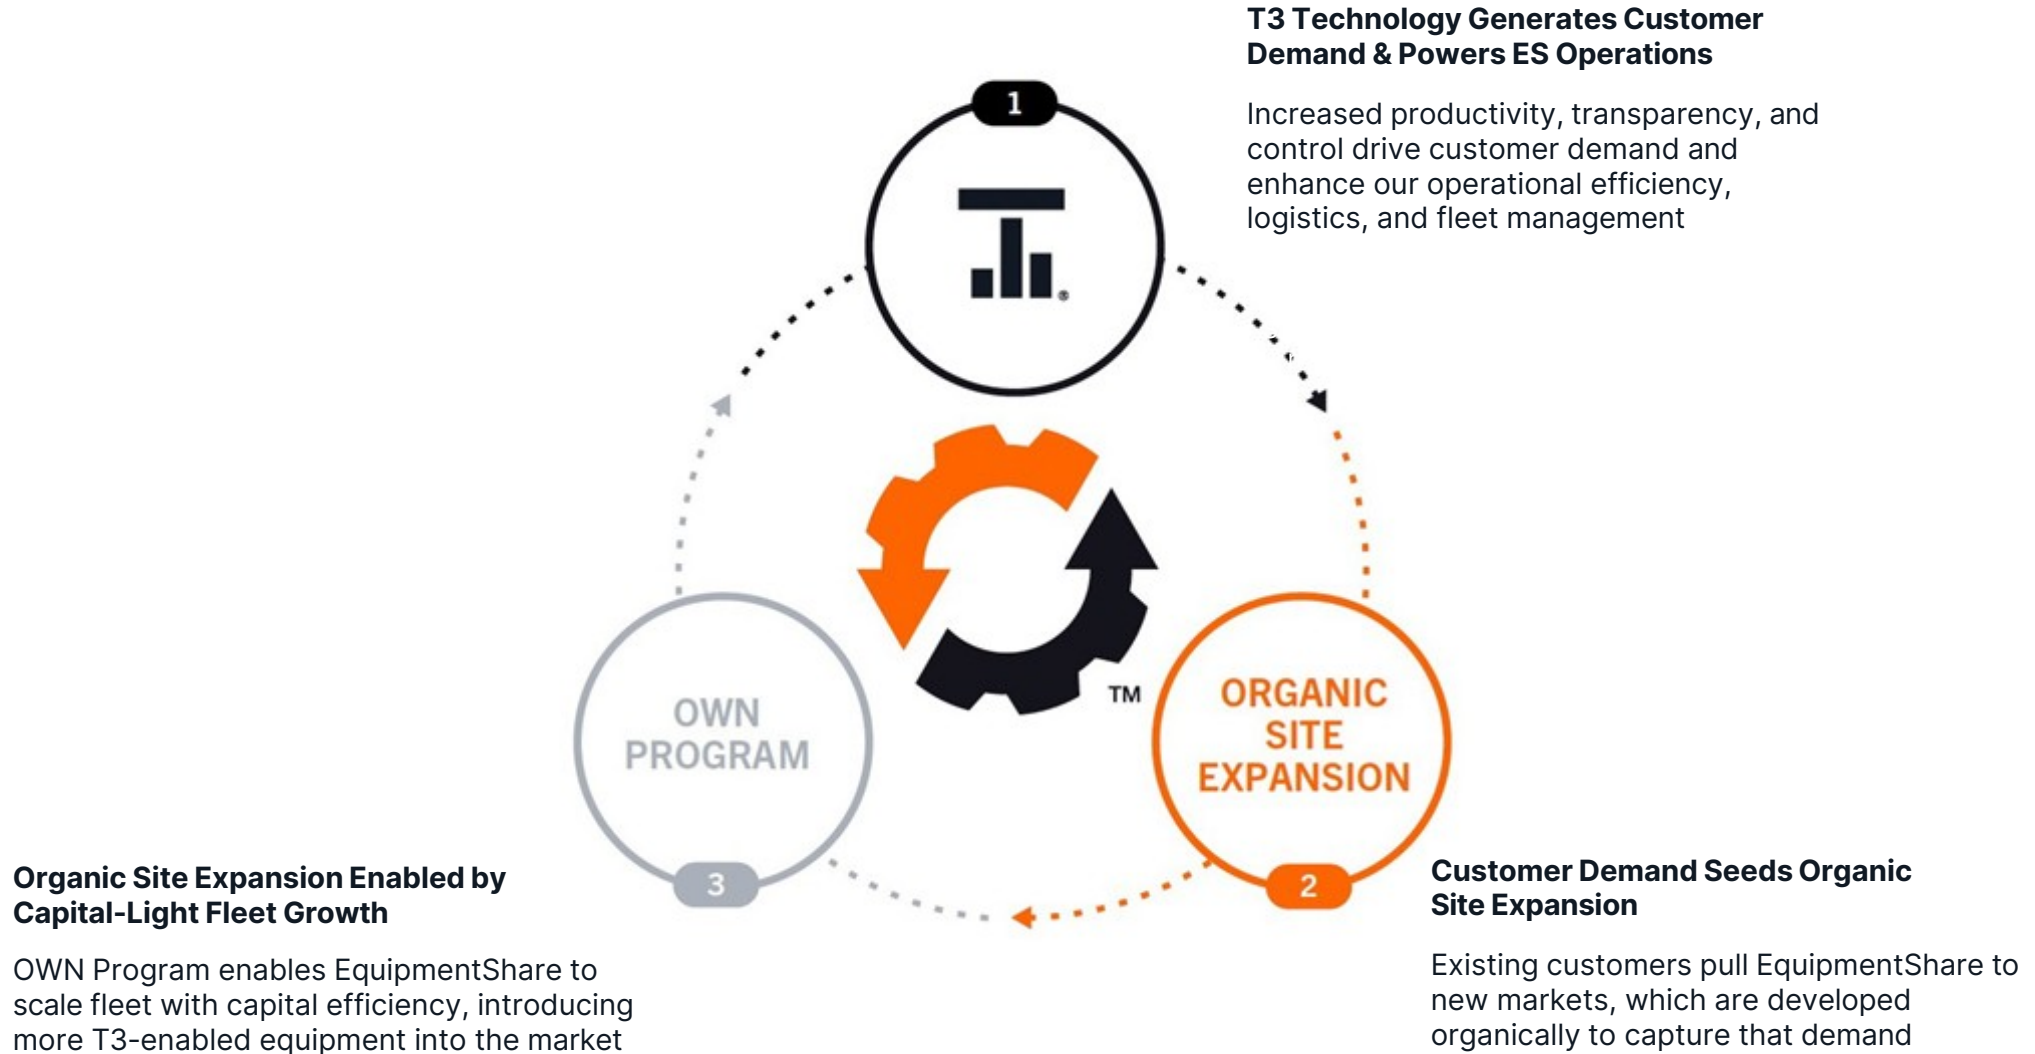 T3 Technology Generates Customer
Demand & Powers ES Operations
Increased productivity, transparency, and
control drive customer demand and
enhance our operational efficiency,
logistics, and fleet management
1
®
TM
OWN
PROGRAM
3
ORGANIC
SITE
EXPANSION
2
Organic Site Expansion Enabled by
Capital-Light Fleet Growth
OWN Program enables EquipmentShare to
scale fleet with capital efficiency, introducing
more T3-enabled equipment into the market
Customer Demand Seeds Organic
Site Expansion
Existing customers pull EquipmentShare to
new markets, which are developed
organically to capture that demand